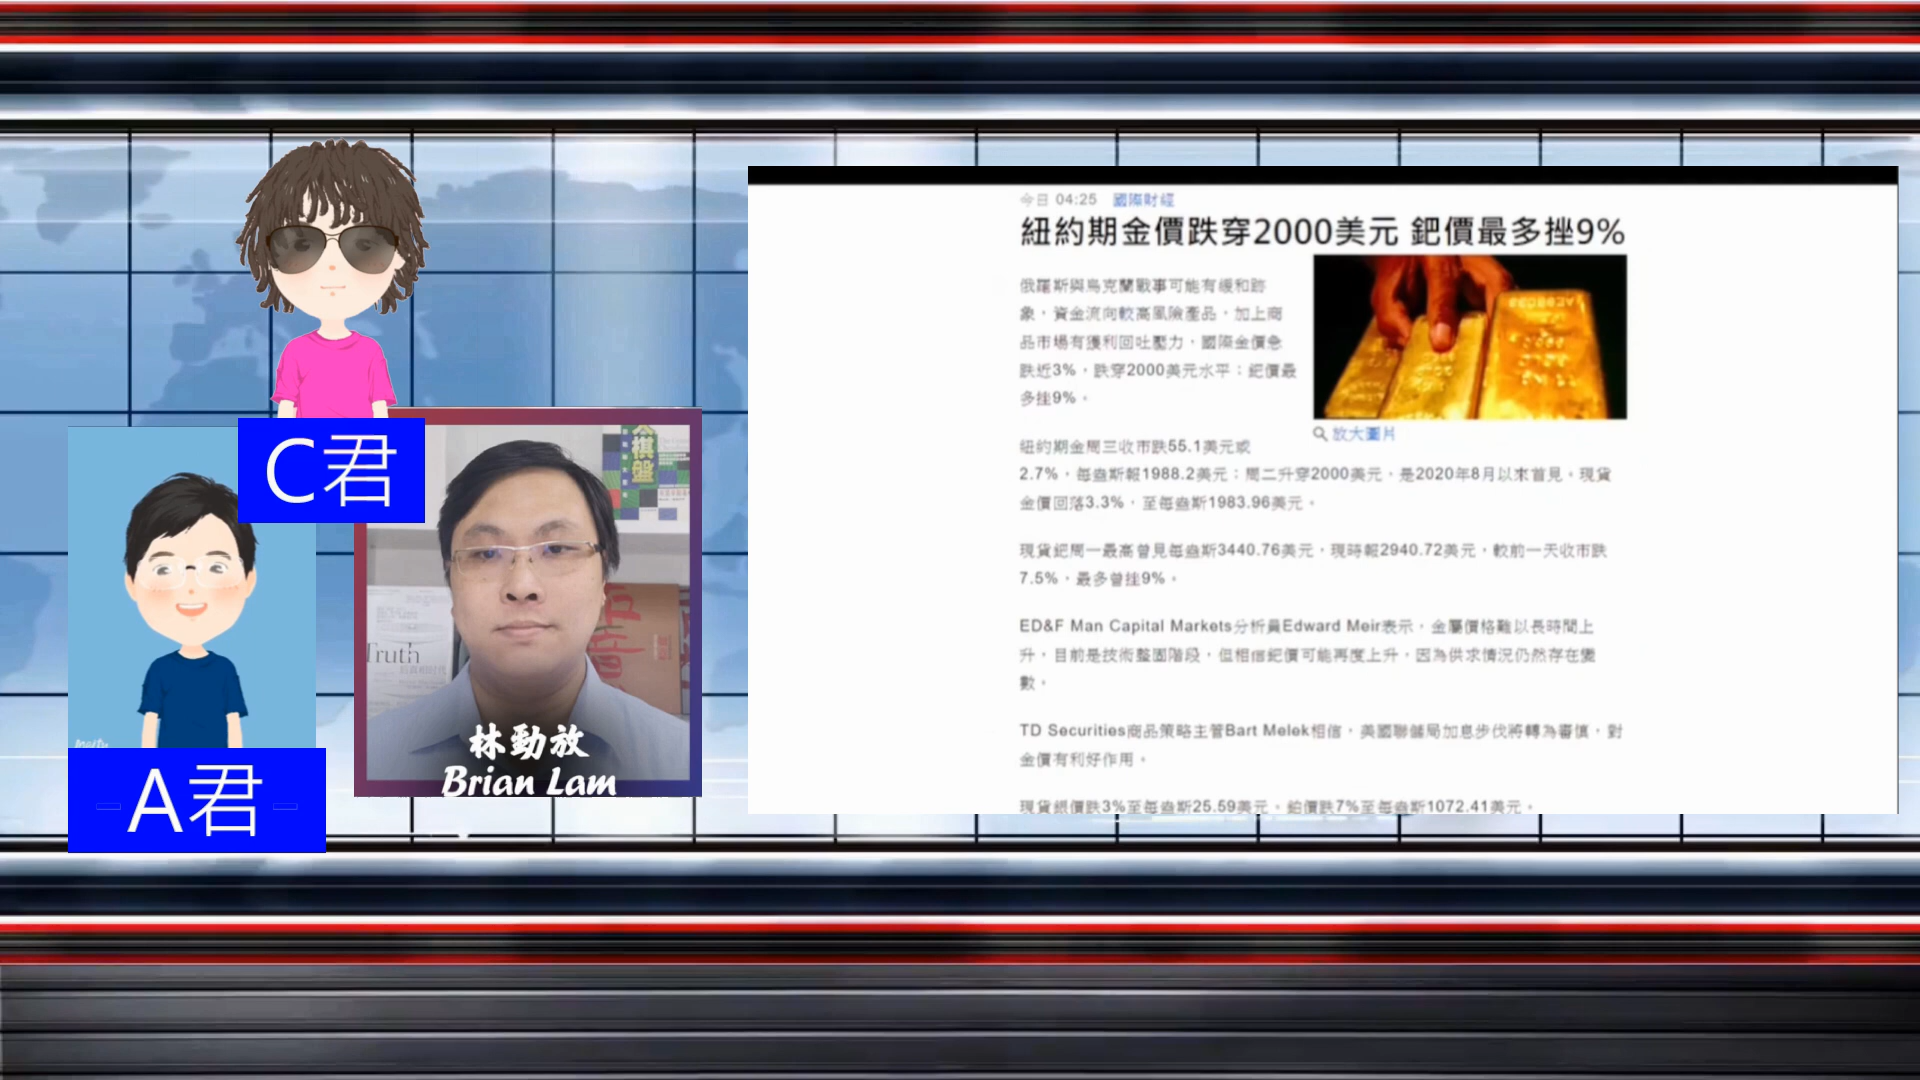 C君
A君
林勁放
Brian Lam
Truth
今日 04:25 國際財經
紐約期金價跌穿2000美元 鈀價最多挫9%
俄羅斯與烏克蘭戰事可能有緩和跡
象，資金流向較高風險產品，加上商
品市場有獲利回吐壓力，國際金價急
跌近3%，跌穿2000美元水平；鈀價最
多挫9%。
放大圖片
紐約期金周三收市跌55.1美元或
2.7%，每盎斯報1988.2美元；周二升穿2000美元，是2020年8月以來首見。現貨
金價回落3.3%，至每盎斯1983.96美元。
現貨鈀周一最高曾見每盎斯3440.76美元，現時報2940.72美元，較前一天收市跌
7.5%，最多曾挫9%。
ED&F Man Capital Markets分析員Edward Meir表示，金屬價格難以長時間上
升，目前是技術整固階段，但相信鈀價可能再度上升，因為供求情況仍然存在變
數。
TD Securities商品策略主管Bart Melek相信，美國聯儲局加息步伐將轉為審慎，對
金價有利好作用。
現貨銀價跌3%至每盎斯25.59美元。鉑價跌7%至每盎斯1072.41美元。